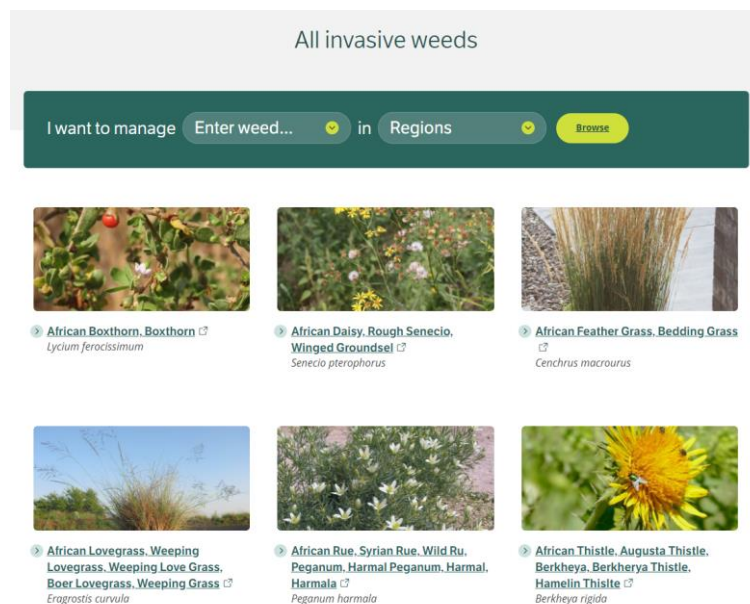 All invasive weeds
I want to manage Enter weed... in Regions Browse
African Boxthorn, Boxthorn
Lycium ferocissimum
African Daisy, Rough Senecio,
Winged Groundsel
Senecio pterophorus
African Feather Grass, Bedding Grass
Cenchrus macrourus
African Lovegrass, Weeping
Lovegrass, Weeping Love Grass,
Boer Lovegrass, Weeping Grass
Eragrostis curvula
African Rue, Syrian Rue, Wild Ru,
Peganum, Harmal Peganum, Harmal,
Harmala
Peganum harmala
African Thistle, Augusta Thistle,
Berkheya, Berkherya Thistle,
Hamelin Thislte
Berkheya rigida